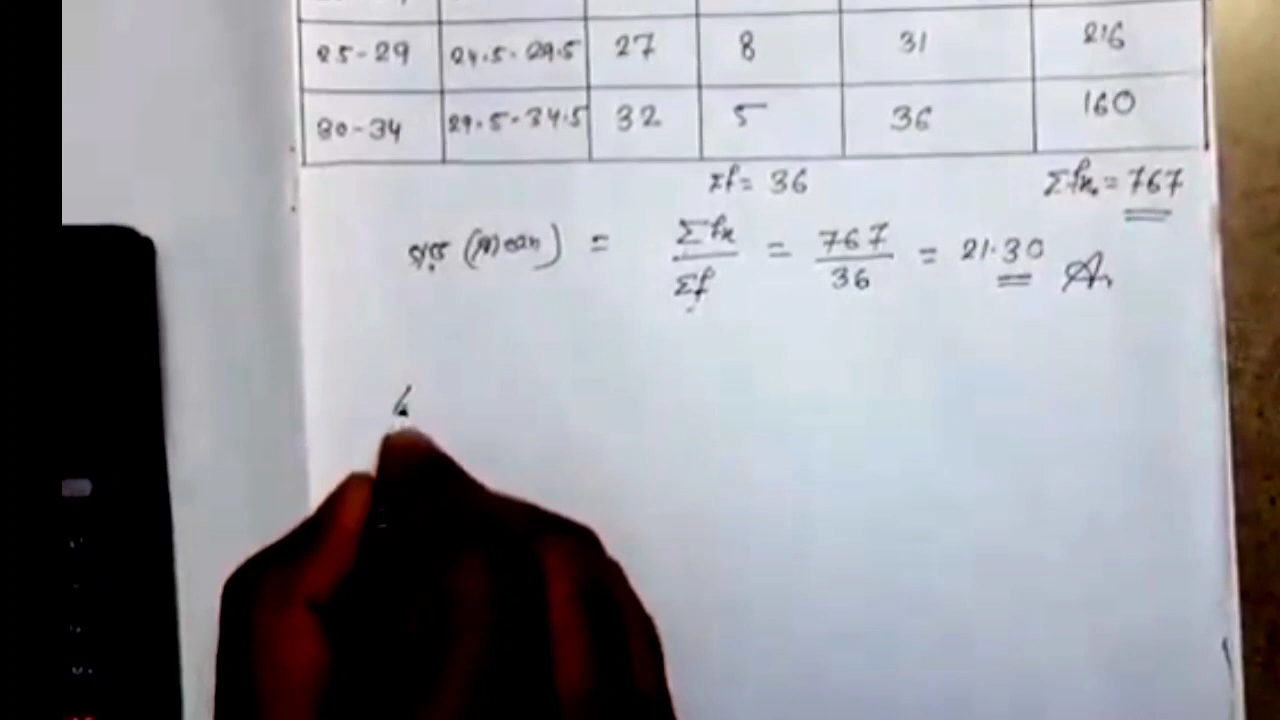 25-29 24.5-29.5 27 8 31 216
30-34 29.5-34.5 32 5 36 160
Σf = 36 Σfx = 767
গড় (Mean) = Σfx / Σf = 767 / 36 = 21.30